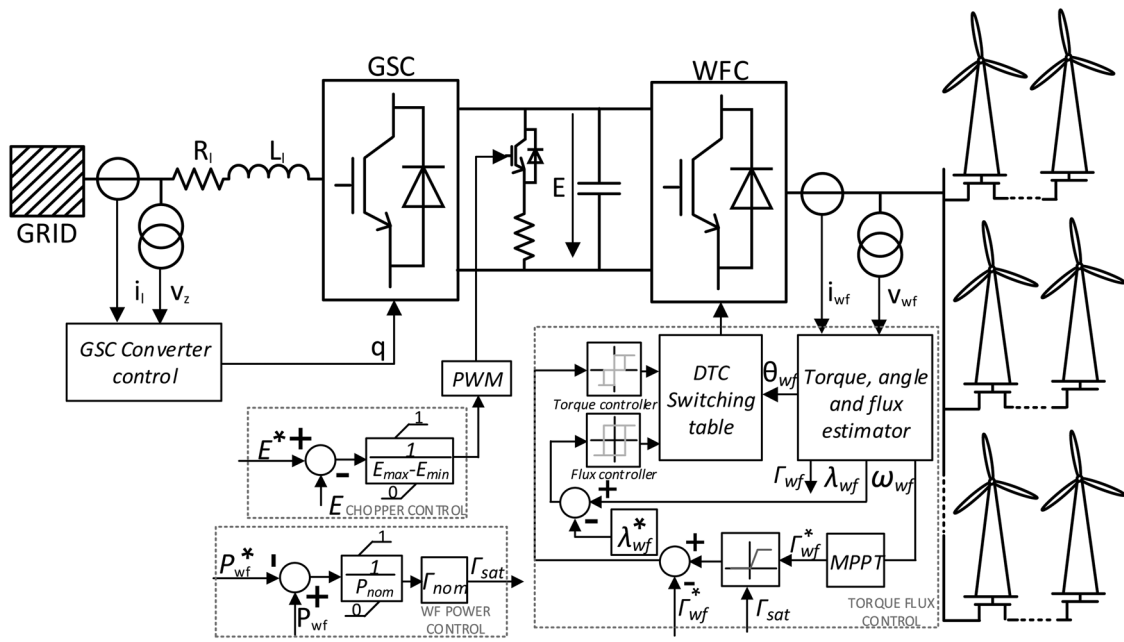 GSC
WFC
R_l
L_l
E
GRID
i_l
v_z
i_wf
v_wf
GSC Converter
control
q
PWM
Torque controller
Flux controller
DTC
Switching
table
θ_wf
Torque, angle
and flux
estimator
Γ_wf
λ_wf
ω_wf
E*
+
-
E
1
1
E_max-E_min
0
CHOPPER CONTROL
+
-
λ*_wf
P*_wf
-
+
P_wf
1
1
P_nom
0
Γ_nom
Γ_sat
WF POWER
CONTROL
+
-
Γ*_wf
Γ_sat
Γ*_wf
MPPT
TORQUE FLUX
CONTROL